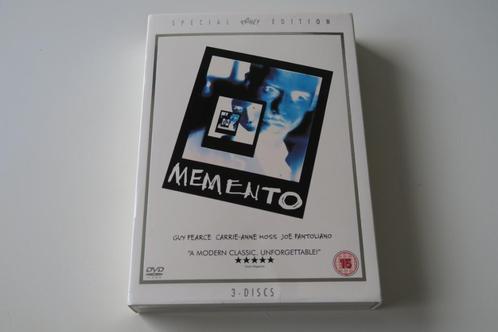 SPECIAL EDITION
MEMENTO
GUY PEARCE CARRIE-ANNE MOSS JOE PANTOLIANO
"A MODERN CLASSIC. UNFORGETTABLE!"
★★★★★
DVD
15
3-DISCS